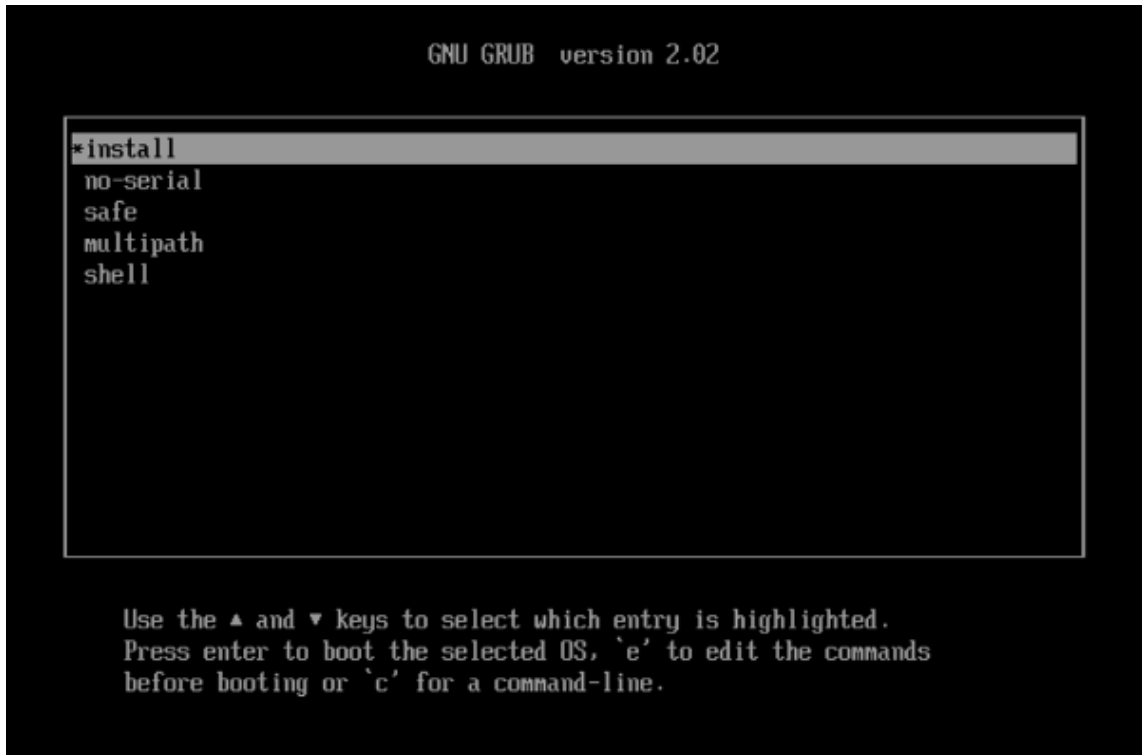 GNU GRUB  version 2.02
*install
no-serial
safe
multipath
shell
Use the ▲ and ▼ keys to select which entry is highlighted.
Press enter to boot the selected OS, `e' to edit the commands
before booting or `c' for a command-line.